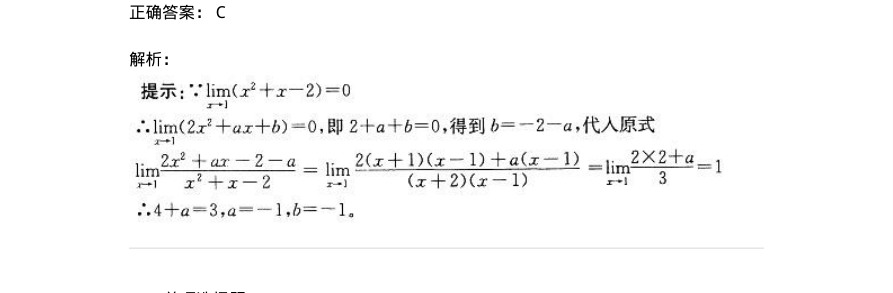 正确答案： C
解析：
提示：∵lim(x²+x－2)=0
x→1
∴lim(2x²+ax+b)=0,即 2+a+b=0,得到 b=－2－a,代人原式
x→1
lim 2x²+ax－2－a / x²+x－2 = lim 2(x+1)(x－1)+a(x－1) / (x+2)(x－1) =lim 2×2+a / 3 =1
x→1 x→1 x→1
∴4+a=3,a=－1,b=－1。